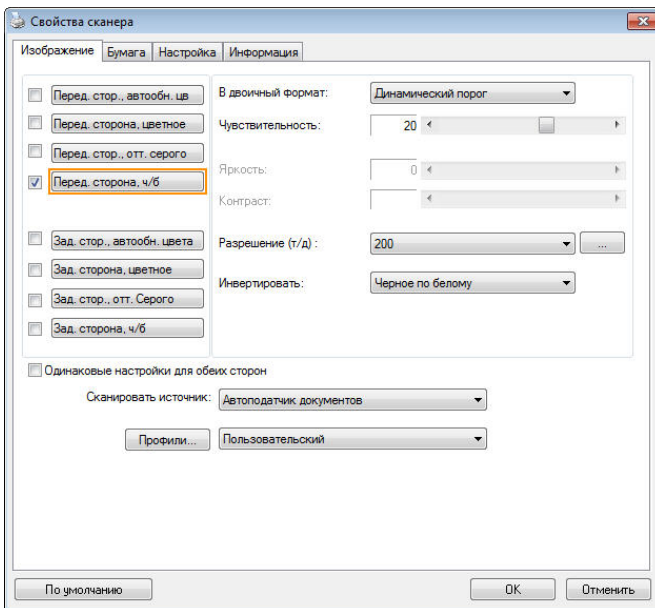 Свойства сканера
Изображение Бумага Настройка Информация
Перед. стор., автообн. цв
Перед. сторона, цветное
Перед. стор., отт. серого
Перед. сторона, ч/б
Зад. стор., автообн. цвета
Зад. сторона, цветное
Зад. стор., отт. Серого
Зад. сторона, ч/б
В двоичный формат: Динамический порог
Чувствительность: 20
Яркость: 0
Контраст:
Разрешение (т/д) : 200 ...
Инвертировать: Черное по белому
Одинаковые настройки для обеих сторон
Сканировать источник: Автоподатчик документов
Профили... Пользовательский
По умолчанию OK Отменить